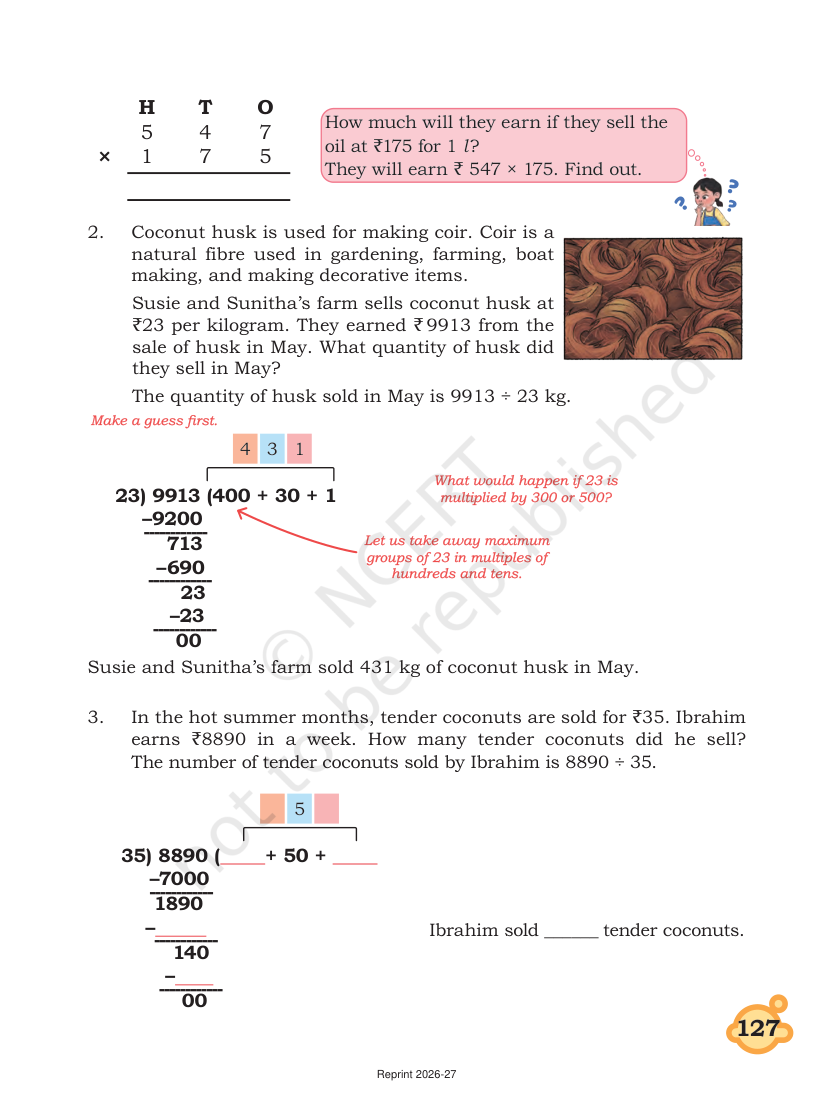 H T O
5 4 7
× 1 7 5
How much will they earn if they sell the
oil at ₹175 for 1 l?
They will earn ₹ 547 × 175. Find out.
? ? ?
2. Coconut husk is used for making coir. Coir is a
natural fibre used in gardening, farming, boat
making, and making decorative items.
Susie and Sunitha’s farm sells coconut husk at
₹23 per kilogram. They earned ₹ 9913 from the
sale of husk in May. What quantity of husk did
they sell in May?
The quantity of husk sold in May is 9913 ÷ 23 kg.
Make a guess first.
4 3 1
23) 9913 (400 + 30 + 1
–9200
713
–690
23
–23
00
What would happen if 23 is
multiplied by 300 or 500?
Let us take away maximum
groups of 23 in multiples of
hundreds and tens.
Susie and Sunitha’s farm sold 431 kg of coconut husk in May.
3. In the hot summer months, tender coconuts are sold for ₹35. Ibrahim
earns ₹8890 in a week. How many tender coconuts did he sell?
The number of tender coconuts sold by Ibrahim is 8890 ÷ 35.
5
35) 8890 (_____+ 50 + _____
–7000
1890
–______
140
–_____
00
Ibrahim sold ______ tender coconuts.
© NCERT
not to be republished
127
Reprint 2026-27